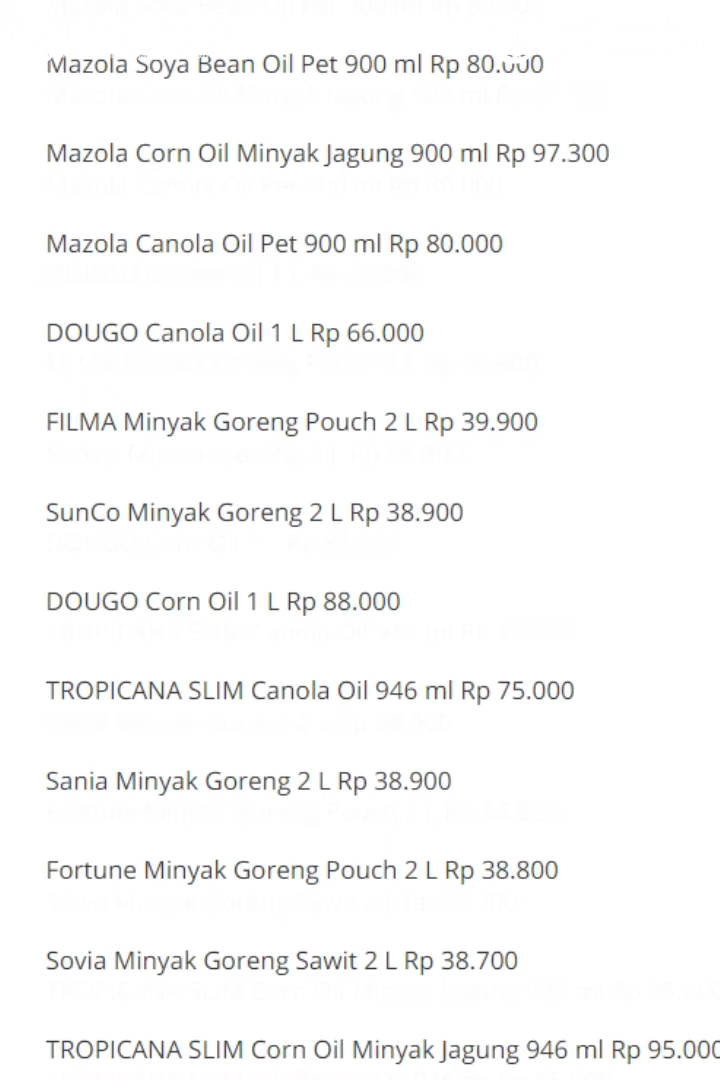 Mazola Soya Bean Oil Pet 900 ml Rp 80.000
Mazola Corn Oil Minyak Jagung 900 ml Rp 97.300
Mazola Canola Oil Pet 900 ml Rp 80.000
DOUGO Canola Oil 1 L Rp 66.000
FILMA Minyak Goreng Pouch 2 L Rp 39.900
SunCo Minyak Goreng 2 L Rp 38.900
DOUGO Corn Oil 1 L Rp 88.000
TROPICANA SLIM Canola Oil 946 ml Rp 75.000
Sania Minyak Goreng 2 L Rp 38.900
Fortune Minyak Goreng Pouch 2 L Rp 38.800
Sovia Minyak Goreng Sawit 2 L Rp 38.700
TROPICANA SLIM Corn Oil Minyak Jagung 946 ml Rp 95.000